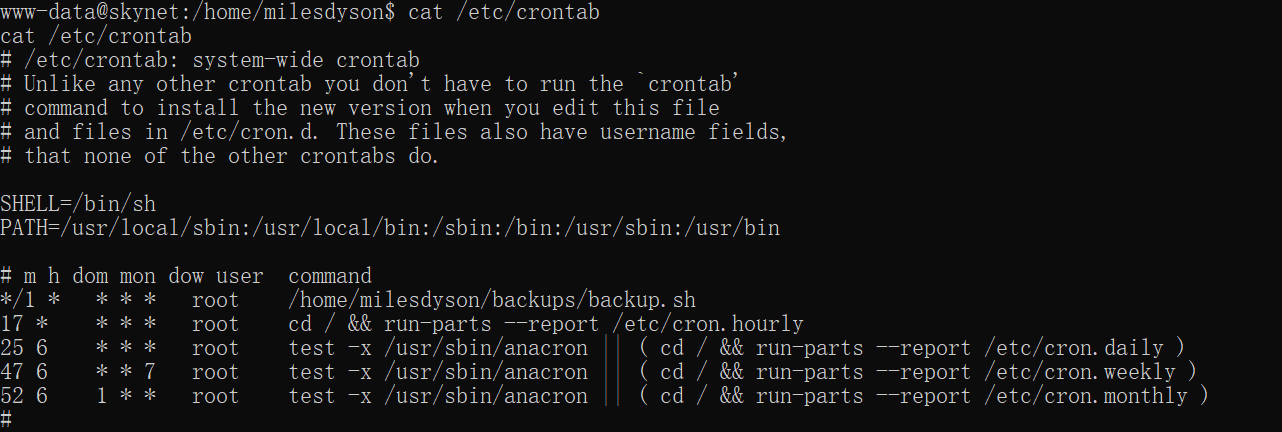 www-data@skynet:/home/milesdyson$ cat /etc/crontab
cat /etc/crontab
# /etc/crontab: system-wide crontab
# Unlike any other crontab you don't have to run the `crontab'
# command to install the new version when you edit this file
# and files in /etc/cron.d. These files also have username fields,
# that none of the other crontabs do.

SHELL=/bin/sh
PATH=/usr/local/sbin:/usr/local/bin:/sbin:/bin:/usr/sbin:/usr/bin

# m h dom mon dow user  command
*/1 *   * * *   root    /home/milesdyson/backups/backup.sh
17 *    * * *   root    cd / && run-parts --report /etc/cron.hourly
25 6    * * *   root    test -x /usr/sbin/anacron || ( cd / && run-parts --report /etc/cron.daily )
47 6    * * 7   root    test -x /usr/sbin/anacron || ( cd / && run-parts --report /etc/cron.weekly )
52 6    1 * *   root    test -x /usr/sbin/anacron || ( cd / && run-parts --report /etc/cron.monthly )
#